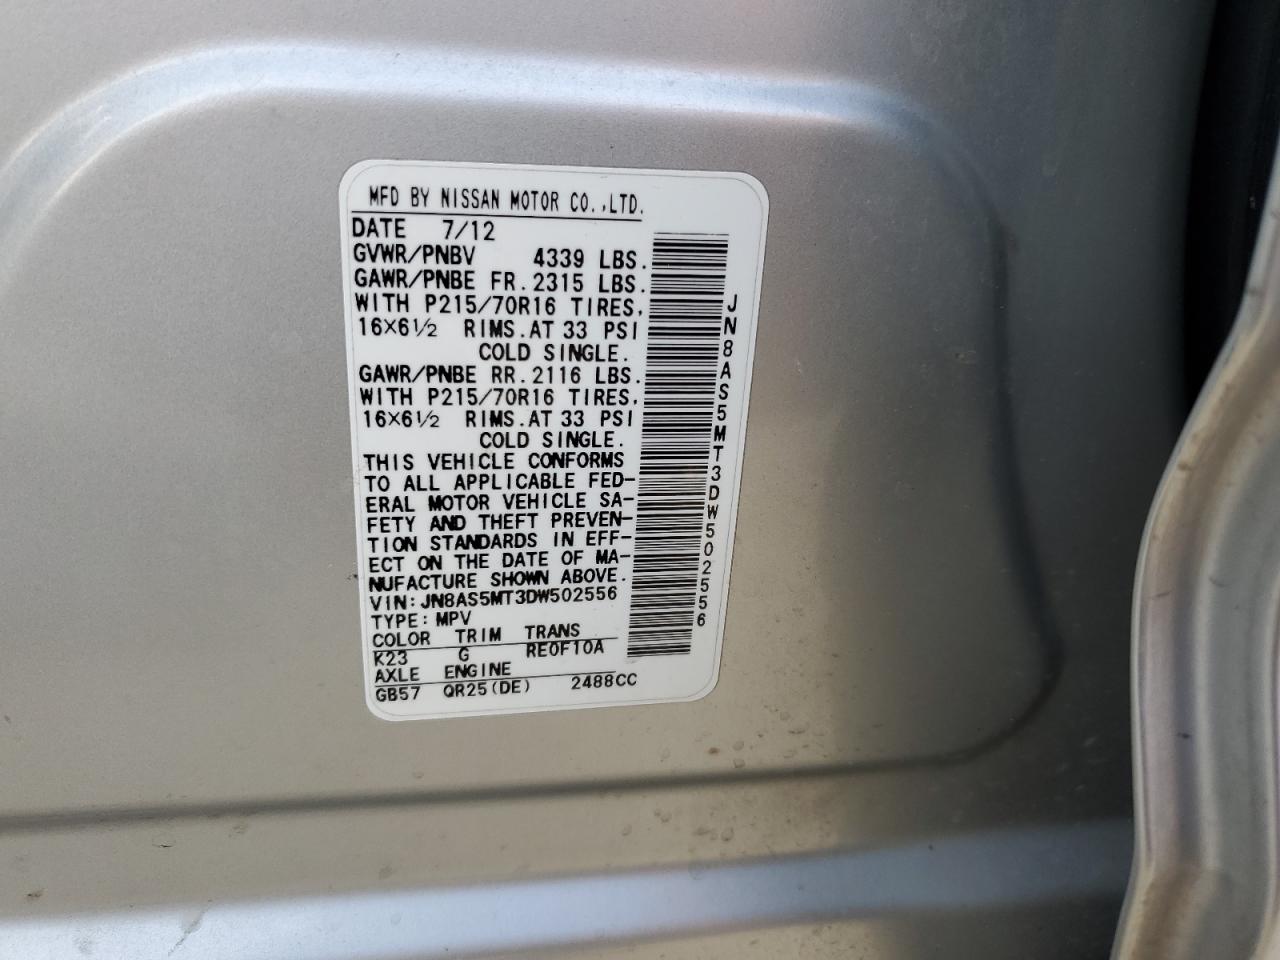 MFD BY NISSAN MOTOR CO.,LTD.
DATE 7/12
GVWR/PNBV 4339 LBS.
GAWR/PNBE FR.2315 LBS.
WITH P215/70R16 TIRES,
16×6½ RIMS.AT 33 PSI
COLD SINGLE.
GAWR/PNBE RR.2116 LBS.
WITH P215/70R16 TIRES,
16×6½ RIMS.AT 33 PSI
COLD SINGLE.
THIS VEHICLE CONFORMS
TO ALL APPLICABLE FED-
ERAL MOTOR VEHICLE SA-
FETY AND THEFT PREVEN-
TION STANDARDS IN EFF-
ECT ON THE DATE OF MA-
NUFACTURE SHOWN ABOVE.
VIN:JN8AS5MT3DW502556
TYPE:MPV
COLOR TRIM TRANS
K23 G RE0F10A
AXLE ENGINE
GB57 QR25(DE) 2488CC
JN8AS5MT3DW502556